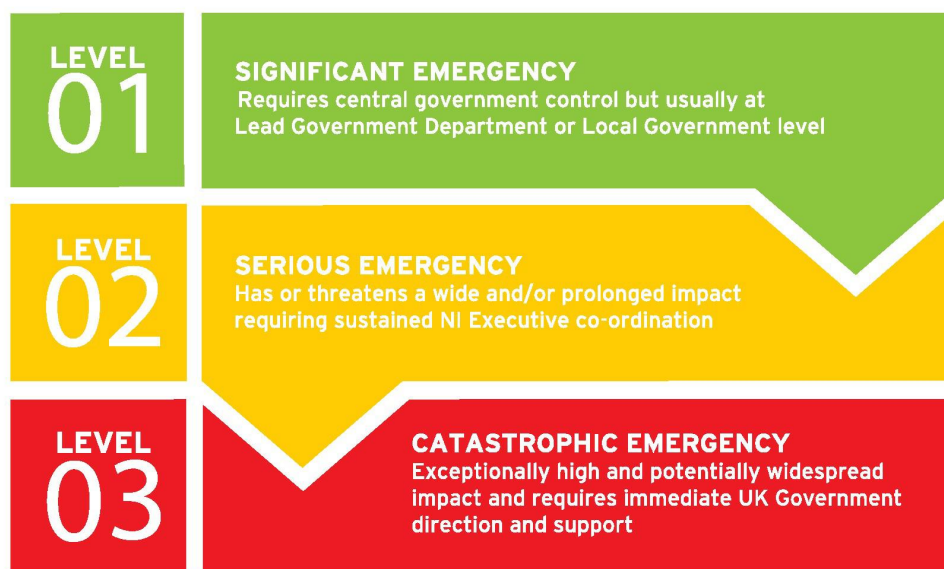 LEVEL
01
SIGNIFICANT EMERGENCY
Requires central government control but usually at
Lead Government Department or Local Government level
LEVEL
02
SERIOUS EMERGENCY
Has or threatens a wide and/or prolonged impact
requiring sustained NI Executive co-ordination
LEVEL
03
CATASTROPHIC EMERGENCY
Exceptionally high and potentially widespread
impact and requires immediate UK Government
direction and support